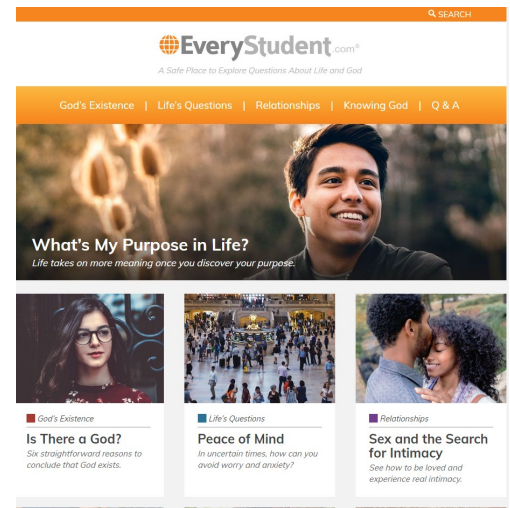 SEARCH
EveryStudent.com®
A Safe Place to Explore Questions About Life and God
God's Existence | Life's Questions | Relationships | Knowing God | Q & A
What's My Purpose in Life?
Life takes on more meaning once you discover your purpose.
God's Existence
Is There a God?
Six straightforward reasons to
conclude that God exists.
Life's Questions
Peace of Mind
In uncertain times, how can you
avoid worry and anxiety?
Relationships
Sex and the Search
for Intimacy
See how to be loved and
experience real intimacy.